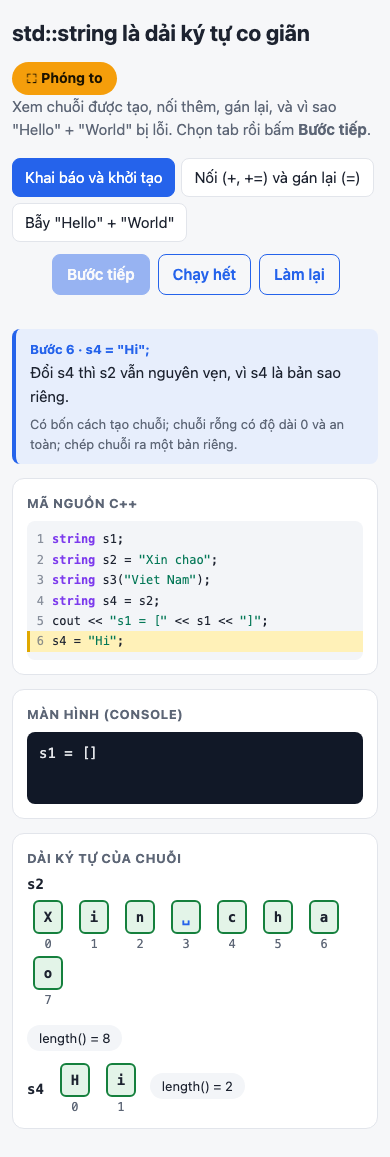 std::string là dải ký tự co giãn
⛶ Phóng to
Xem chuỗi được tạo, nối thêm, gán lại, và vì sao
"Hello" + "World" bị lỗi. Chọn tab rồi bấm Bước tiếp.
Khai báo và khởi tạo
Nối (+, +=) và gán lại (=)
Bẫy "Hello" + "World"
Bước tiếp
Chạy hết
Làm lại
Bước 6 · s4 = "Hi";
Đổi s4 thì s2 vẫn nguyên vẹn, vì s4 là bản sao
riêng.
Có bốn cách tạo chuỗi; chuỗi rỗng có độ dài 0 và an
toàn; chép chuỗi ra một bản riêng.
MÃ NGUỒN C++
1 string s1;
2 string s2 = "Xin chao";
3 string s3("Viet Nam");
4 string s4 = s2;
5 cout << "s1 = [" << s1 << "]";
6 s4 = "Hi";
MÀN HÌNH (CONSOLE)
s1 = []
DẢI KÝ TỰ CỦA CHUỖI
s2
X i n ␣ c h a
0 1 2 3 4 5 6
o
7
length() = 8
s4 H i length() = 2
0 1